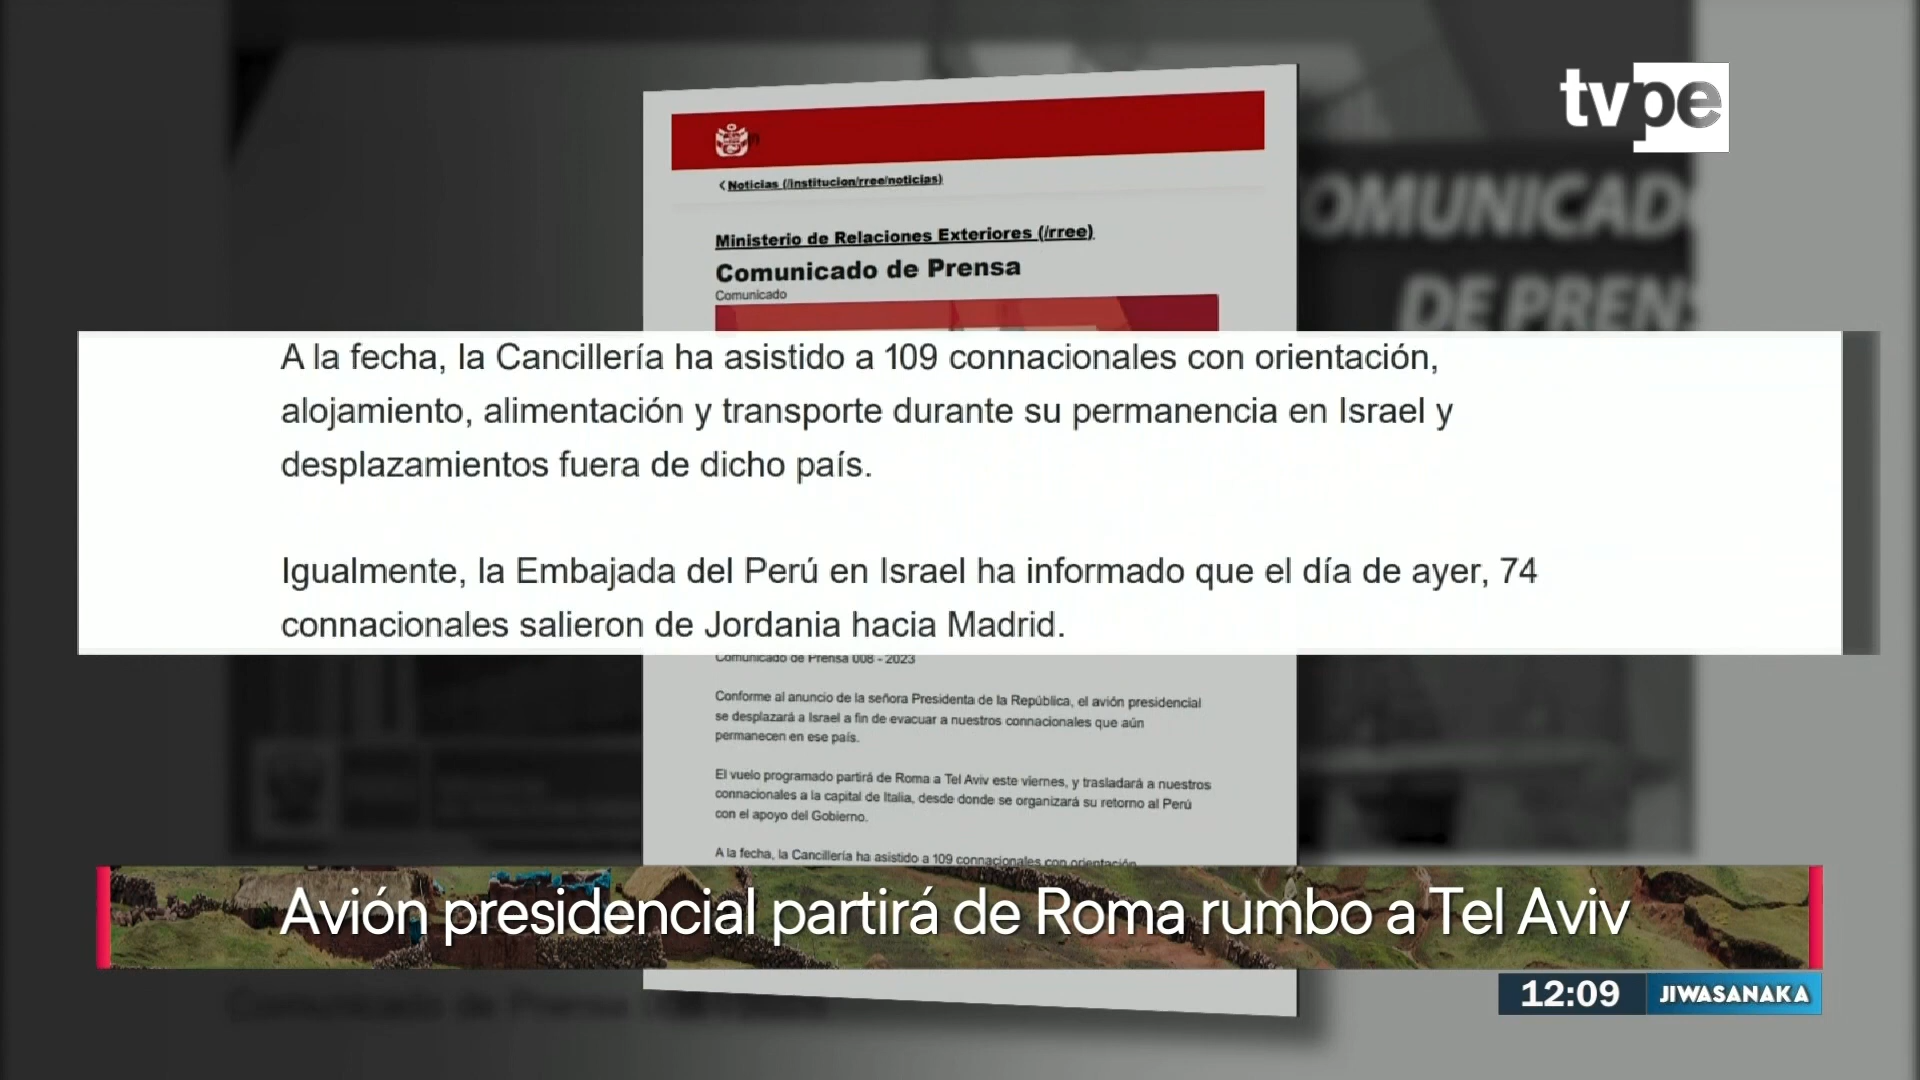 tvpe
COMUNICADO
DE PRENS
< Noticias (/institucion/rree/noticias)
Ministerio de Relaciones Exteriores (/rree)
Comunicado de Prensa
Comunicado
A la fecha, la Cancillería ha asistido a 109 connacionales con orientación,
alojamiento, alimentación y transporte durante su permanencia en Israel y
desplazamientos fuera de dicho país.
Igualmente, la Embajada del Perú en Israel ha informado que el día de ayer, 74
connacionales salieron de Jordania hacia Madrid.
Comunicado de Prensa 008 - 2023
Conforme al anuncio de la señora Presidenta de la República, el avión presidencial
se desplazará a Israel a fin de evacuar a nuestros connacionales que aún
permanecen en ese país.
El vuelo programado partirá de Roma a Tel Aviv este viernes, y trasladará a nuestros
connacionales a la capital de Italia, desde donde se organizará su retorno al Perú
con el apoyo del Gobierno.
A la fecha, la Cancillería ha asistido a 109 connacionales con orientación,
Avión presidencial partirá de Roma rumbo a Tel Aviv
12:09 JIWASANAKA